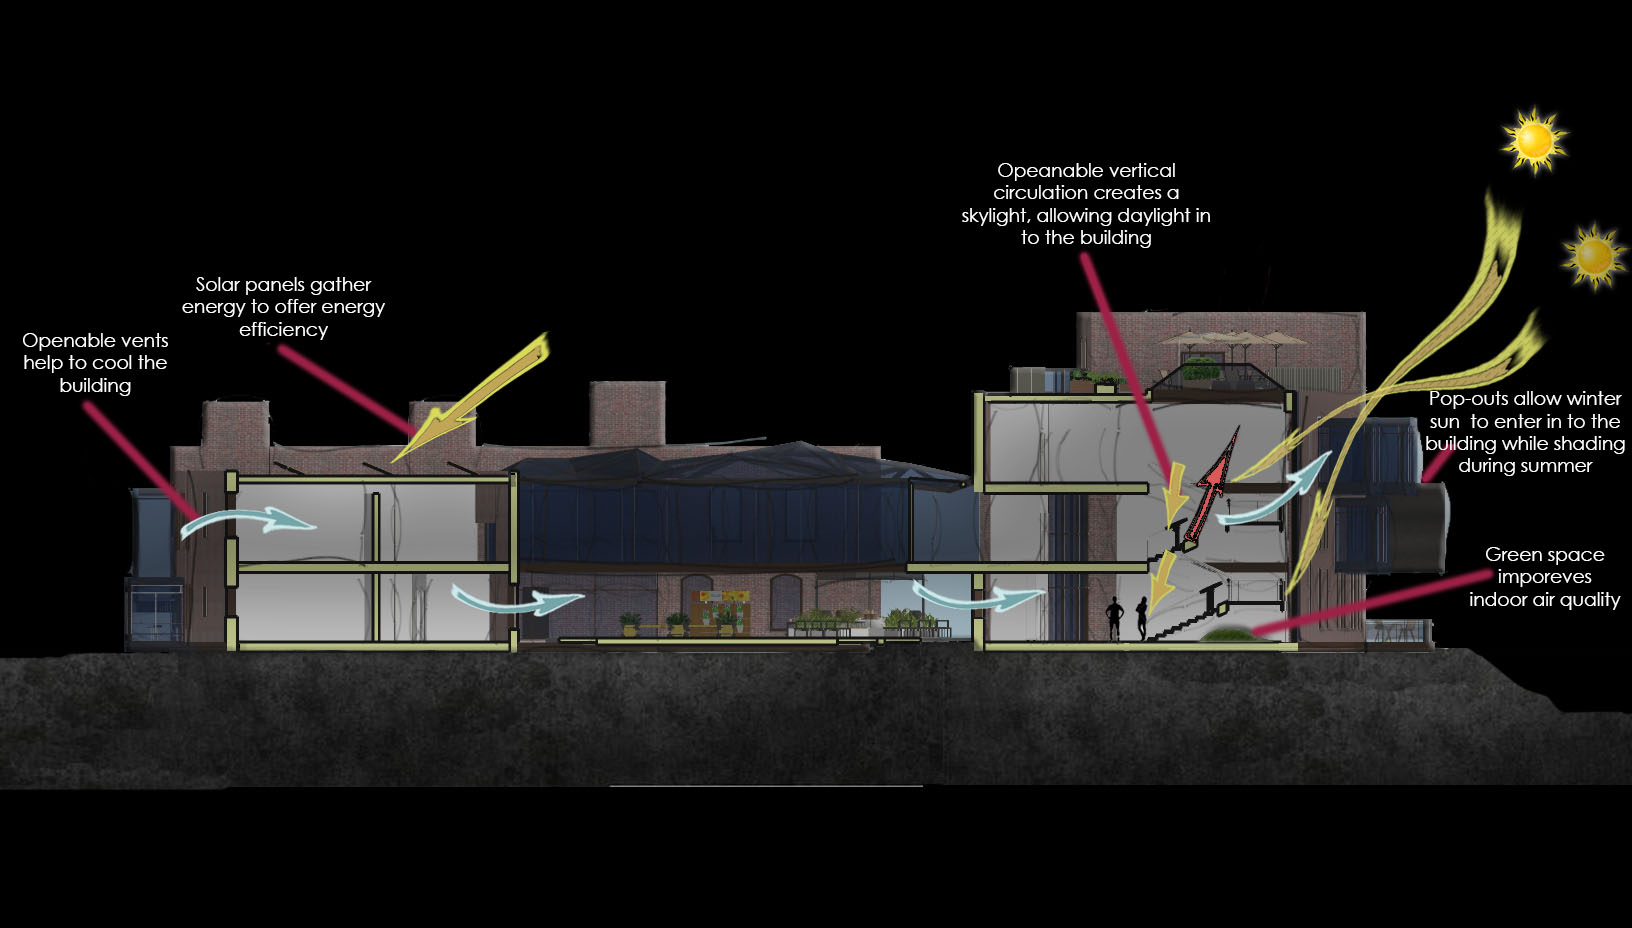 Opeanable vertical
circulation creates a
skylight, allowing daylight in
to the building
Solar panels gather
energy to offer energy
efficiency
Openable vents
help to cool the
building
Pop-outs allow winter
sun to enter in to the
building while shading
during summer
Green space
imporeves
indoor air quality